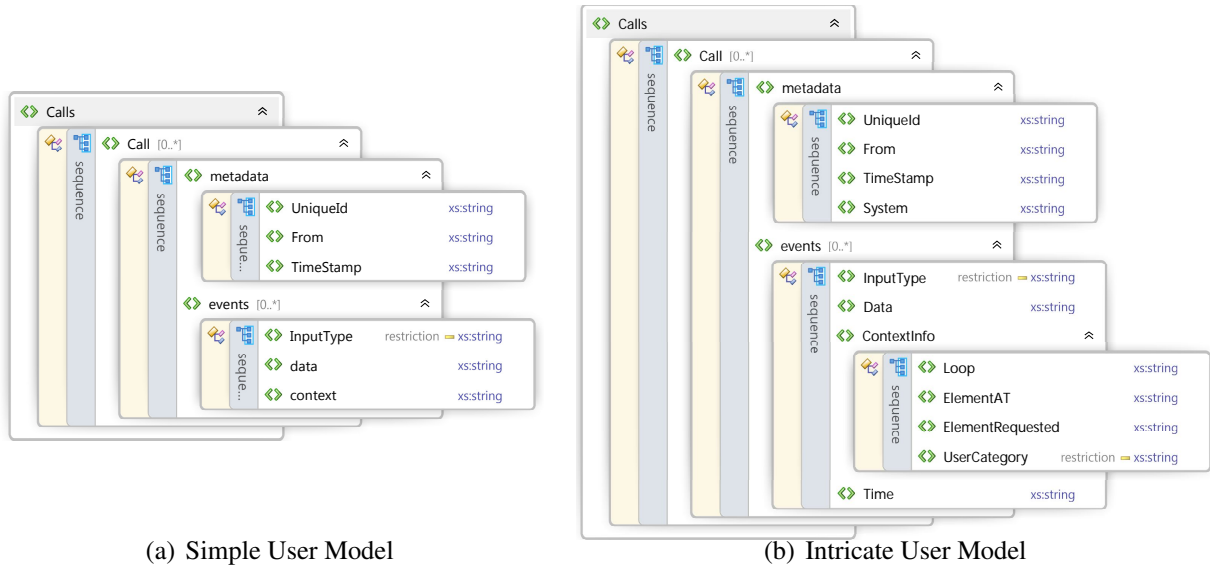 Calls
Call [0..*]
sequence
metadata
sequence
UniqueId xs:string
seque...
From xs:string
TimeStamp xs:string
events [0..*]
InputType restriction xs:string
seque...
data xs:string
context xs:string
(a) Simple User Model
Calls
Call [0..*]
sequence
metadata
sequence
UniqueId xs:string
sequence
From xs:string
TimeStamp xs:string
System xs:string
events [0..*]
InputType restriction xs:string
sequence
Data xs:string
ContextInfo
Loop xs:string
sequence
ElementAT xs:string
ElementRequested xs:string
UserCategory restriction xs:string
Time xs:string
(b) Intricate User Model